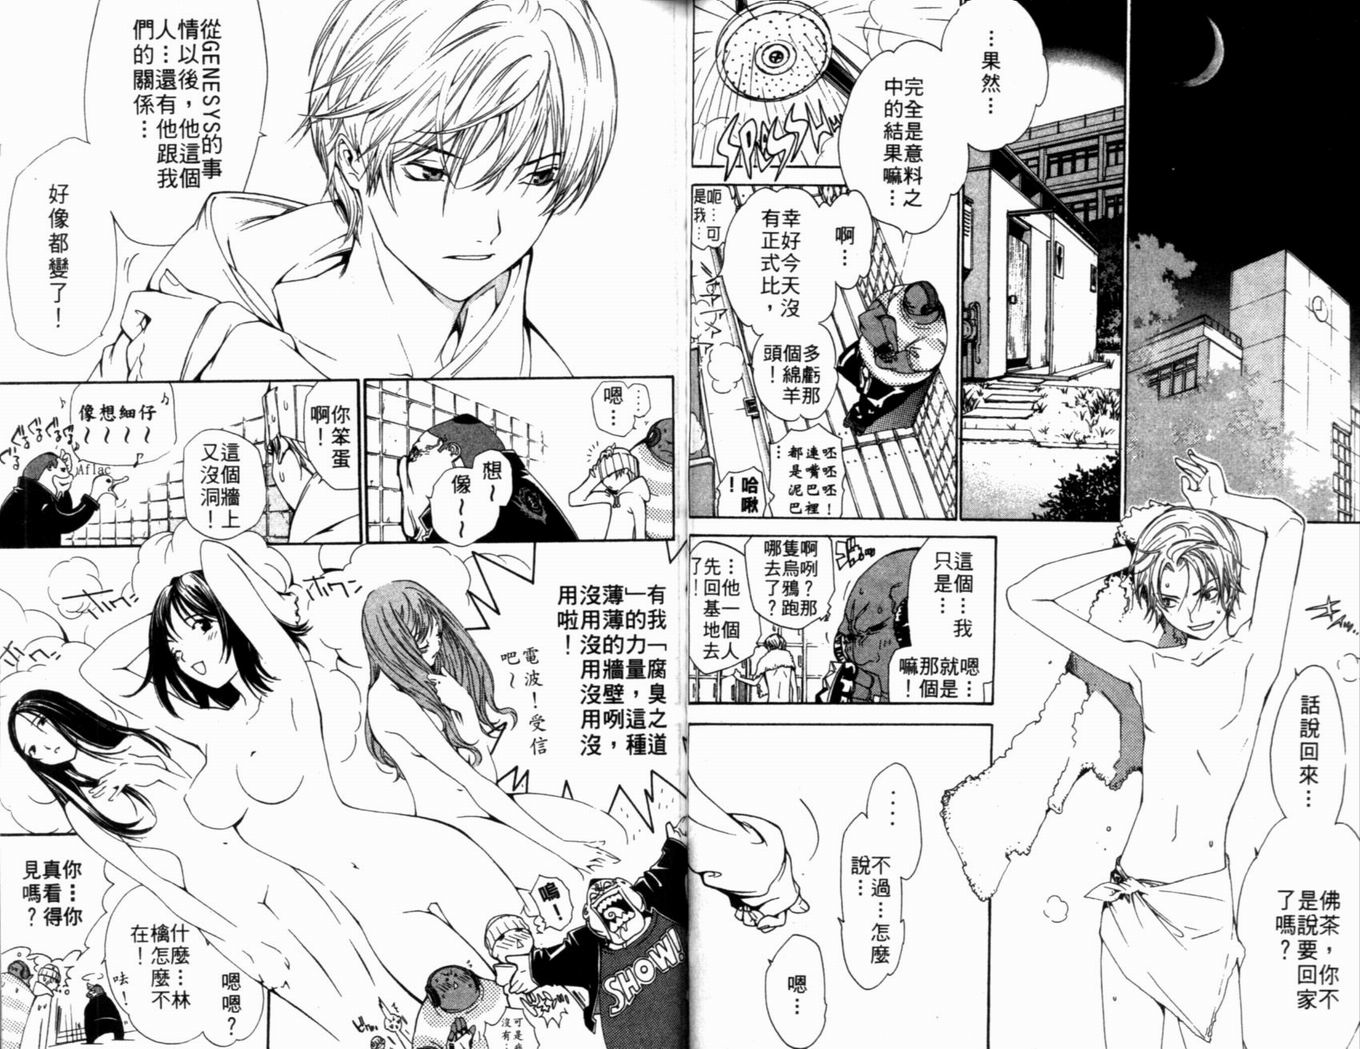 …果然…
完全是意料之
中的結果嘛…
SPSSSH
啊…
幸好今天沒
有正式比，
多虧那
個綿羊
頭！
呃…可
是我…
呸呸！
連嘴巴裡
都是泥巴
…
哈啾
！
話說回來…
佛茶，你不
是說要回家
了嗎？
這個…我
只是…
嗯…
那就是
那個
嘛！
啊咧？那
隻烏鴉跑
哪去了？
…他一個人
先回基地去
了！
…
不過…怎麼
說…
嗯…
從GENESYS的事
情以後，他這個
人…還有他跟我
們的關係…
好像都變了！
…
嗯…
想
像～～
你笨蛋
啊！
這個牆上
又沒洞！
像想細仔
～～～～
Aflac
有我「腐臭之道
」的力量，這種
薄薄的牆壁咧，
沒用沒用沒用沒
用啦！
電波！受信
吧～
嗚！
SHOW!
你…你
真看得
見嗎？
什麼…林
檎怎麼不
在！
嗯嗯？
呿！